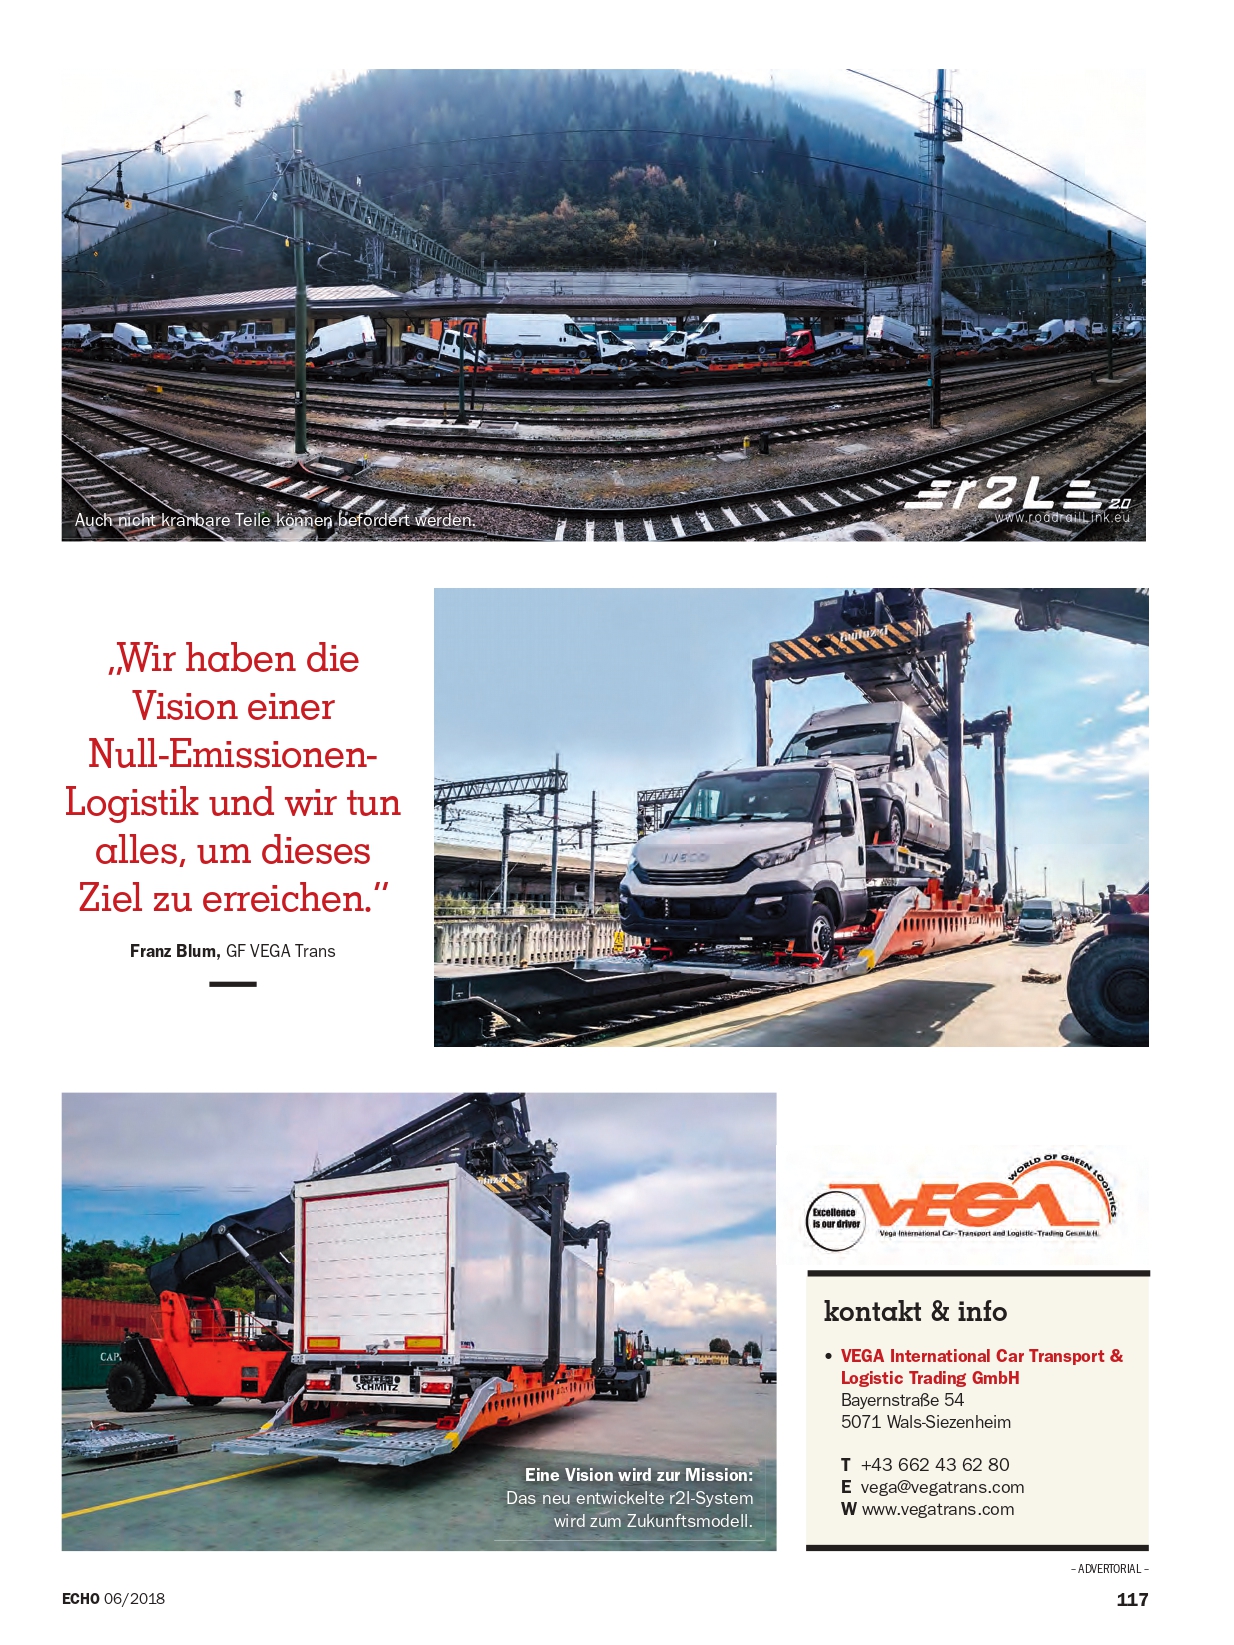 Auch nicht kranbare Teile können befördert werden.
r2L 2.0
www.roadrailLink.eu
„Wir haben die
Vision einer
Null-Emissionen-
Logistik und wir tun
alles, um dieses
Ziel zu erreichen.“
Franz Blum, GF VEGA Trans
IVECO
SCHMITZ
Eine Vision wird zur Mission:
Das neu entwickelte r2l-System
wird zum Zukunftsmodell.
WORLD OF GREEN LOGISTICS
VEGA
Excellence
is our driver
Vega International Car-Transport and Logistic-Trading Ges.m.b.H.
kontakt & info
• VEGA International Car Transport &
Logistic Trading GmbH
Bayernstraße 54
5071 Wals-Siezenheim
T +43 662 43 62 80
E vega@vegatrans.com
W www.vegatrans.com
– ADVERTORIAL –
ECHO 06/2018
117